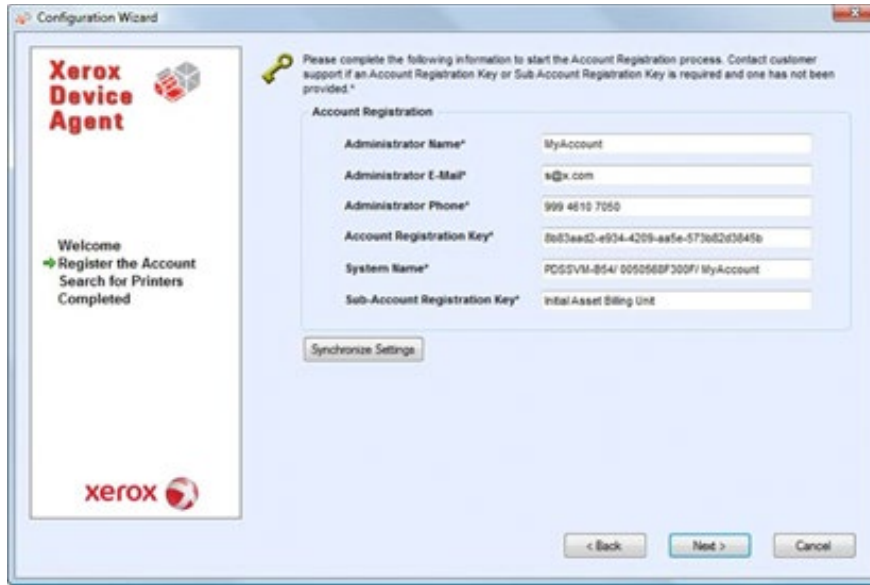 Configuration Wizard
Xerox
Device
Agent
Welcome
Register the Account
Search for Printers
Completed
xerox
Please complete the following information to start the Account Registration process. Contact customer
support if an Account Registration Key or Sub Account Registration Key is required and one has not been
provided.*
Account Registration
Administrator Name* MyAccount
Administrator E-Mail* s@x.com
Administrator Phone* 999 4610 7050
Account Registration Key* 8b83aad2-e934-4209-aa5e-573b82d3845b
System Name* PDSSVM-B54/ 0050568F300F/ MyAccount
Sub-Account Registration Key* Initial Asset Billing Unit
Synchronize Settings
< Back Next > Cancel